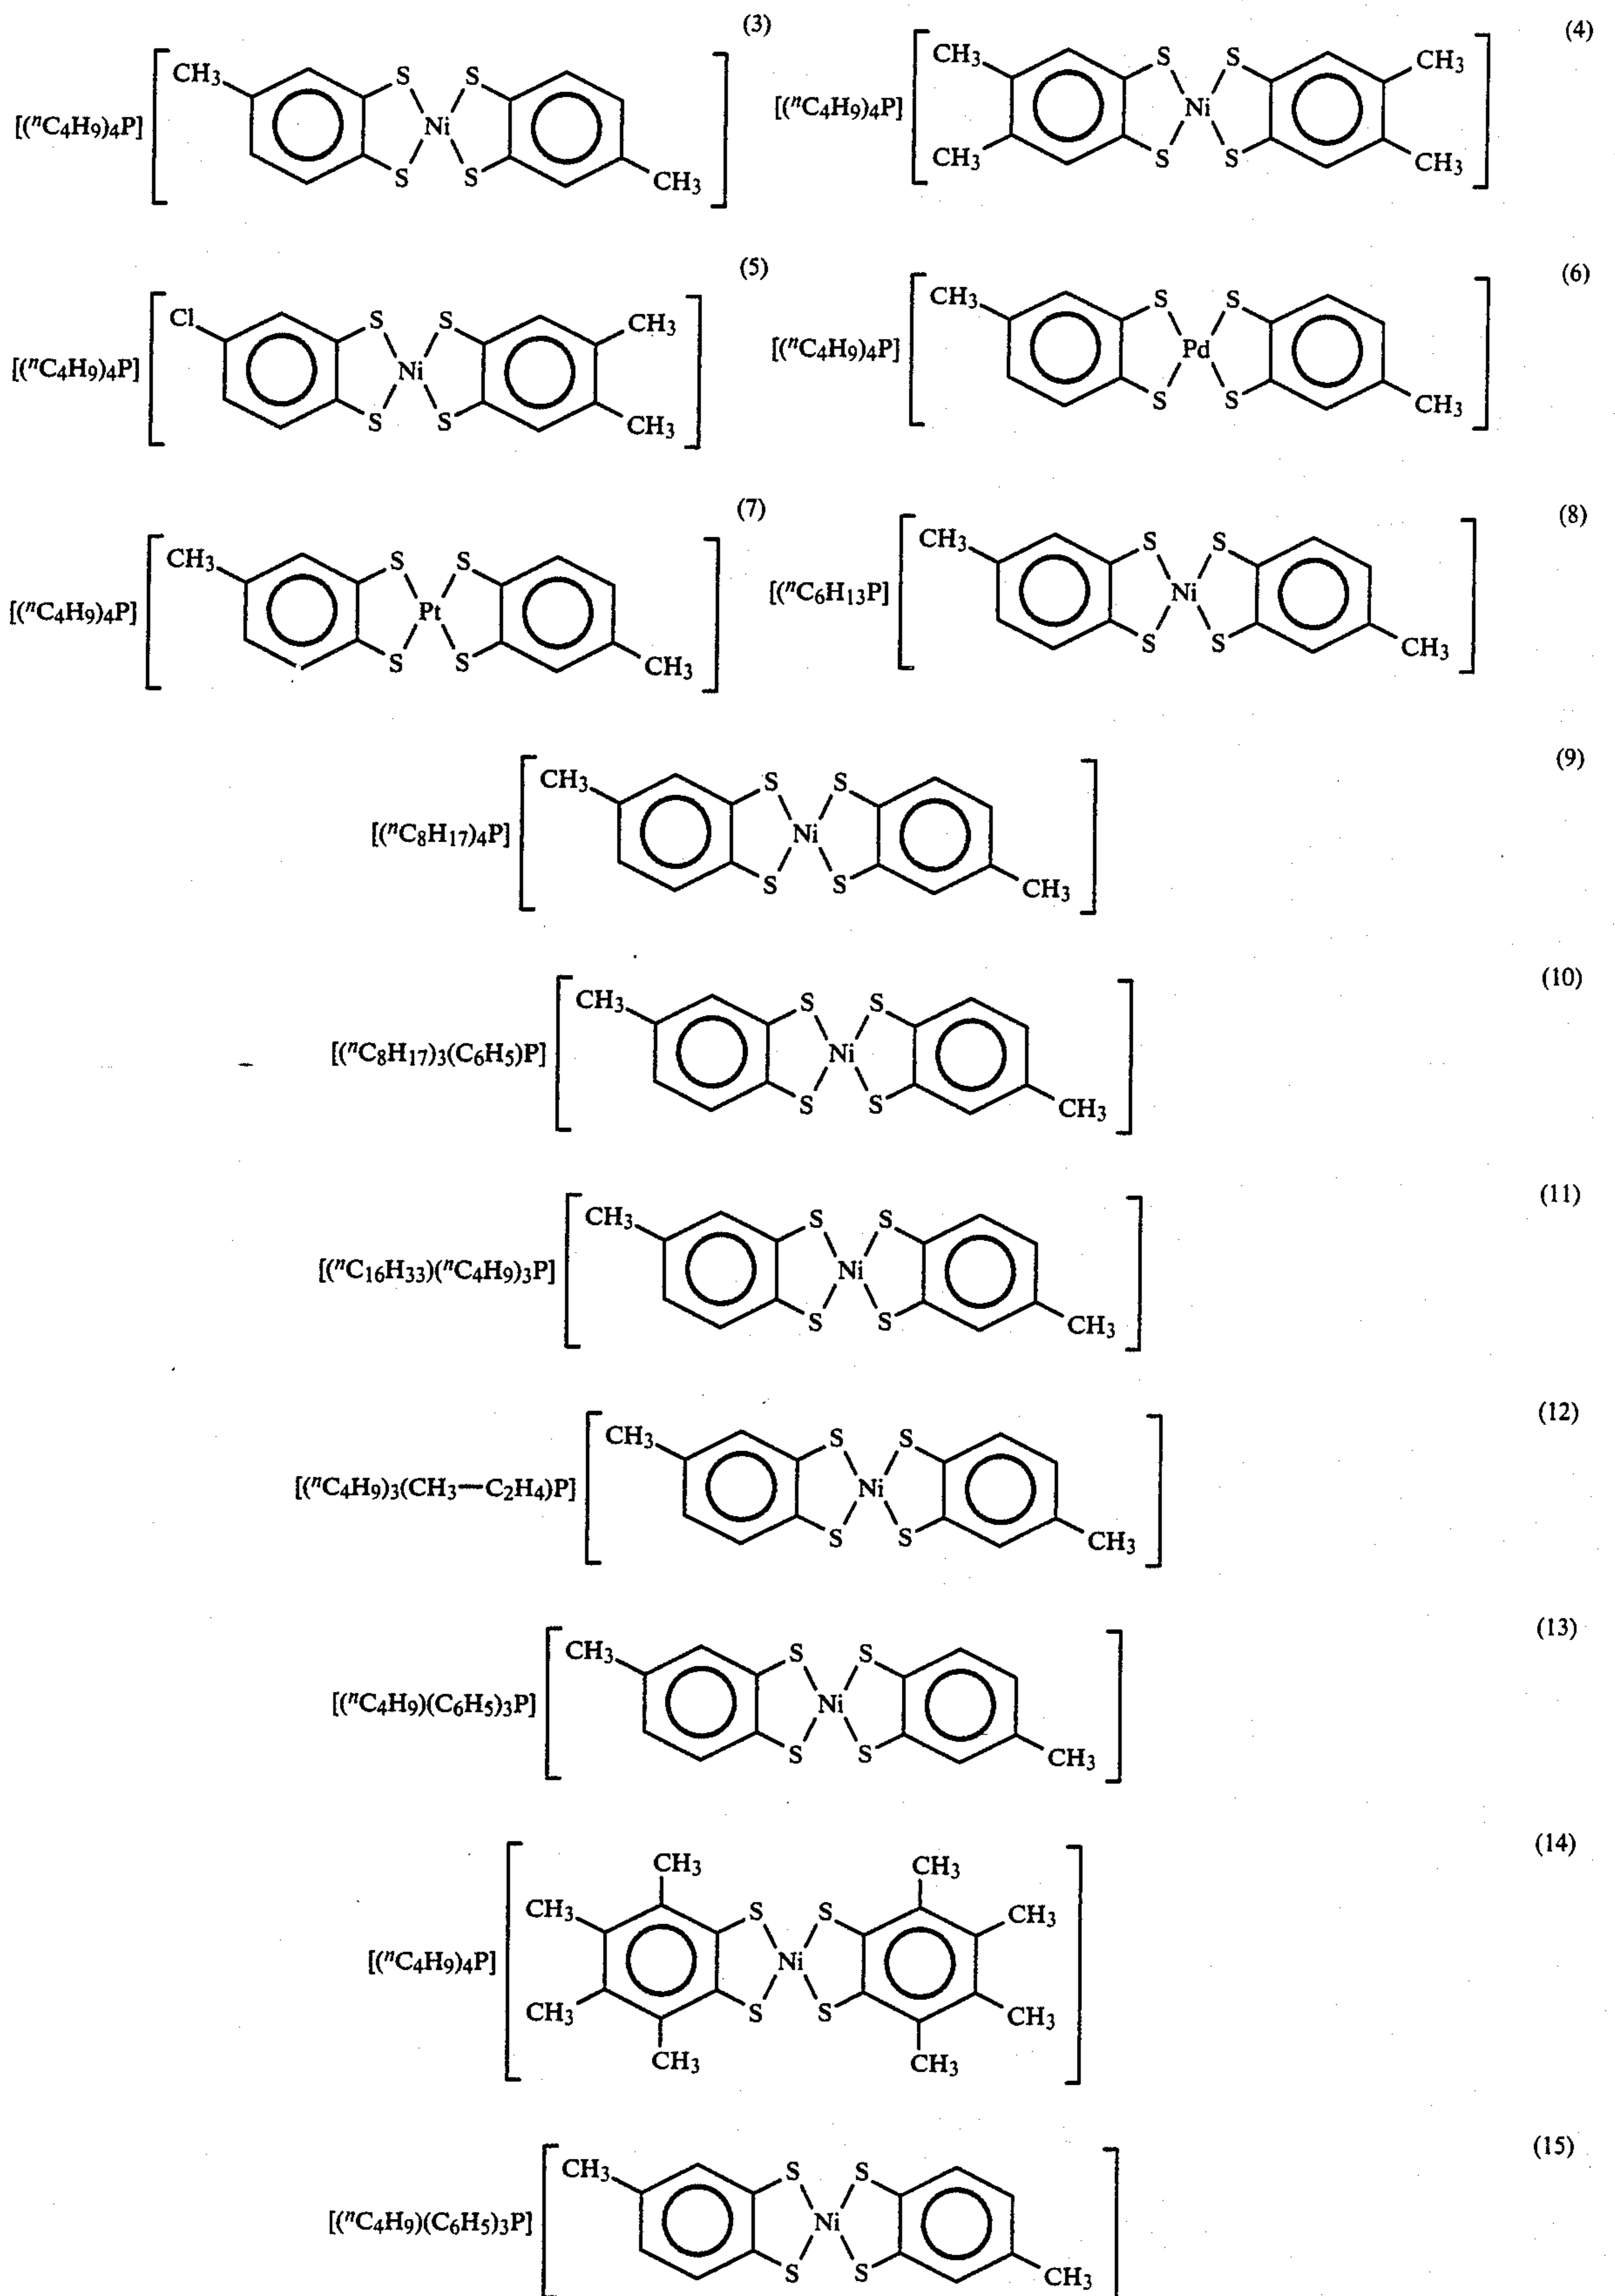 (3) (4)
CH3 S S Ni S S CH3 [(nC4H9)4P]
CH3 CH3 S S Ni S S CH3 CH3 [(nC4H9)4P]
(5) (6)
Cl S S Ni S S CH3 CH3 [(nC4H9)4P]
CH3 S S Pd S S CH3 [(nC4H9)4P]
(7) (8)
CH3 S S Pt S S CH3 [(nC4H9)4P]
CH3 S S Ni S S CH3 [(nC6H13P]
(9)
CH3 S S
[(nC8H17)4P] Ni
S S CH3
(10)
CH3 S S
[(nC8H17)3(C6H5)P] Ni
S S CH3
(11)
CH3 S S
[(nC16H33)(nC4H9)3P] Ni
S S CH3
(12)
CH3 S S
[(nC4H9)3(CH3—C2H4)P] Ni
S S CH3
(13)
CH3 S S
[(nC4H9)(C6H5)3P] Ni
S S CH3
(14)
CH3 CH3
CH3 S S CH3
[(nC4H9)4P] Ni
CH3 S S CH3
CH3 CH3
(15)
CH3 S S
[(nC4H9)(C6H5)3P] Ni
S S CH3